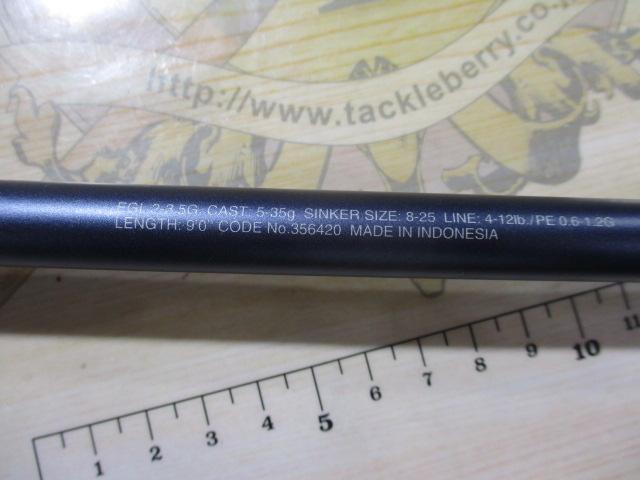 http://www.tackleberry.co.
EGI 2-3.5G. CAST. 5-35g SINKER SIZE: 8-25 LINE: 4-12lb./PE 0.6-1.2G
LENGTH: 9'0" CODE No.356420 MADE IN INDONESIA
1 2 3 4 5 6 7 8 9 10 11